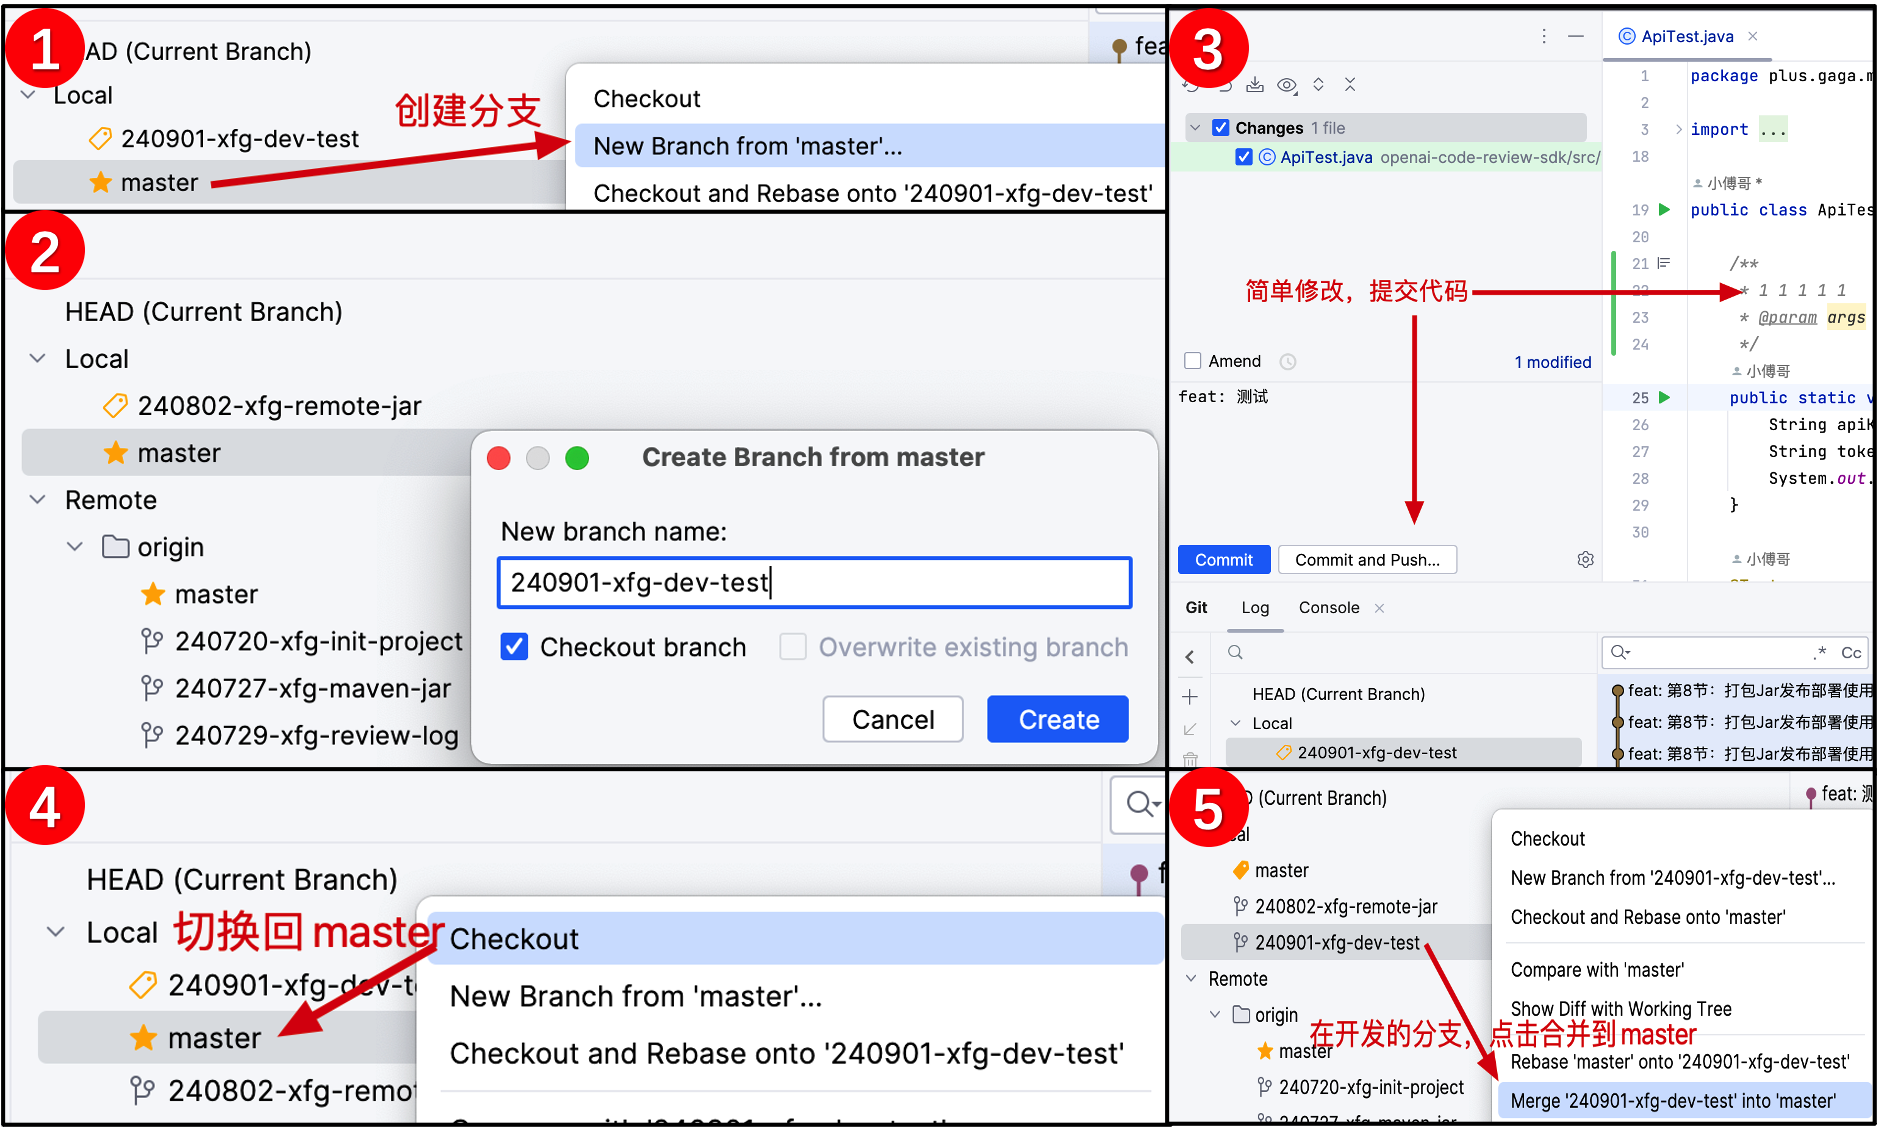 1
AD (Current Branch)
Local
240901-xfg-dev-test
master
创建分支
Checkout
New Branch from 'master'...
Checkout and Rebase onto '240901-xfg-dev-test'
2
HEAD (Current Branch)
Local
240802-xfg-remote-jar
master
Remote
origin
master
240720-xfg-init-project
240727-xfg-maven-jar
240729-xfg-review-log
Create Branch from master
New branch name:
240901-xfg-dev-test
Checkout branch
Overwrite existing branch
Cancel
Create
3
Changes 1 file
ApiTest.java openai-code-review-sdk/src/
简单修改，提交代码
Amend
1 modified
feat: 测试
Commit
Commit and Push...
ApiTest.java
1 package plus.gaga.m
2
3 import ...
18
小傅哥 *
19 public class ApiTes
20
21 /**
22 * 1 1 1 1 1
23 * @param args
24 */
小傅哥
25 public static v
26 String apiK
27 String toke
28 System.out.
29 }
30
小傅哥
Git Log Console
.* Cc
HEAD (Current Branch)
Local
240901-xfg-dev-test
feat: 第8节：打包Jar发布部署使用
feat: 第8节：打包Jar发布部署使用
feat: 第8节：打包Jar发布部署使用
4
HEAD (Current Branch)
Local
切换回 master
240901-xfg-dev-t
master
240802-xfg-remot
Checkout
New Branch from 'master'...
Checkout and Rebase onto '240901-xfg-dev-test'
5
(Current Branch)
feat: 测
master
240802-xfg-remote-jar
240901-xfg-dev-test
Remote
origin
master
240720-xfg-init-project
240727-xfg-maven-jar
在开发的分支，点击合并到 master
Checkout
New Branch from '240901-xfg-dev-test'...
Checkout and Rebase onto 'master'
Compare with 'master'
Show Diff with Working Tree
Rebase 'master' onto '240901-xfg-dev-test'
Merge '240901-xfg-dev-test' into 'master'